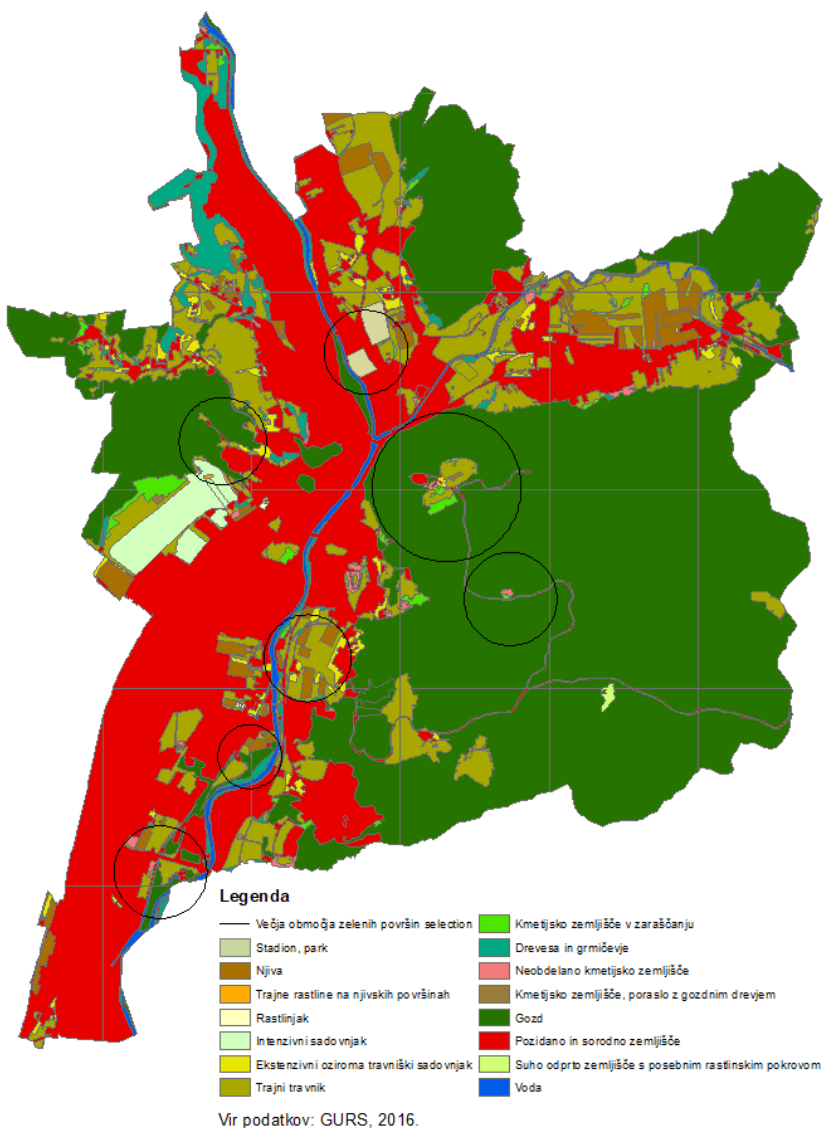 Legenda
Večja območja zelenih površin selection
Stadion, park
Njiva
Trajne rastline na njivskih površinah
Rastlinjak
Intenzivni sadovnjak
Ekstenzivni oziroma travniški sadovnjak
Trajni travnik
Kmetijsko zemljišče v zaraščanju
Drevesa in grmičevje
Neobdelano kmetijsko zemljišče
Kmetijsko zemljišče, poraslo z gozdnim drevjem
Gozd
Pozidano in sorodno zemljišče
Suho odprto zemljišče s posebnim rastlinskim pokrovom
Voda
Vir podatkov: GURS, 2016.